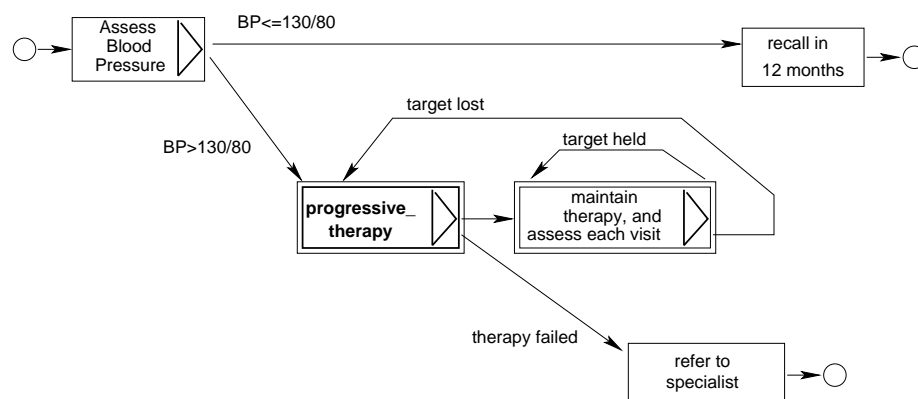 Assess
Blood
Pressure
BP<=130/80
recall in
12 months
target lost
BP>130/80
target held
progressive_
therapy
maintain
therapy, and
assess each visit
therapy failed
refer to
specialist